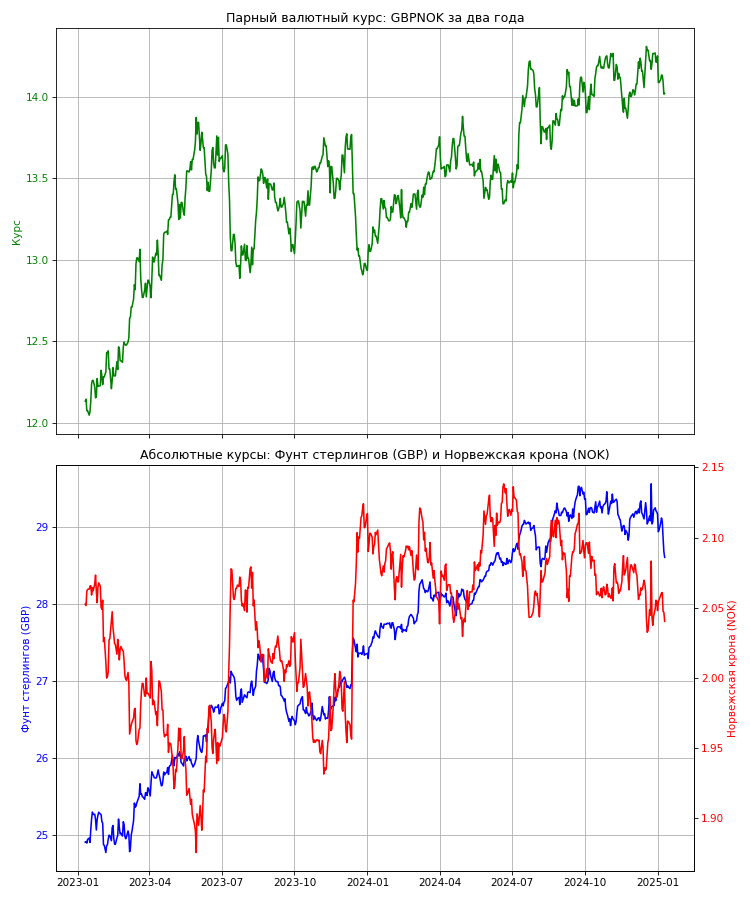 Парный валютный курс: GBPNOK за два года
14.0
13.5
13.0
12.5
12.0
Курс
Абсолютные курсы: Фунт стерлингов (GBP) и Норвежская крона (NOK)
29
28
27
26
25
Фунт стерлингов (GBP)
2.15
2.10
2.05
2.00
1.95
1.90
Норвежская крона (NOK)
2023-01 2023-04 2023-07 2023-10 2024-01 2024-04 2024-07 2024-10 2025-01